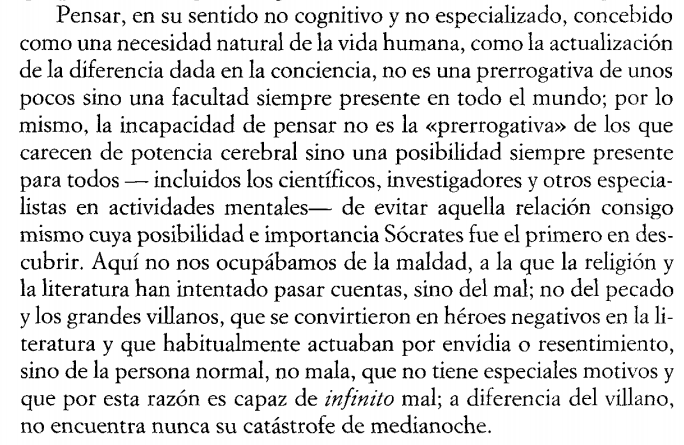 Pensar, en su sentido no cognitivo y no especializado, concebido
como una necesidad natural de la vida humana, como la actualización
de la diferencia dada en la conciencia, no es una prerrogativa de unos
pocos sino una facultad siempre presente en todo el mundo; por lo
mismo, la incapacidad de pensar no es la «prerrogativa» de los que
carecen de potencia cerebral sino una posibilidad siempre presente
para todos — incluidos los científicos, investigadores y otros especia-
listas en actividades mentales— de evitar aquella relación consigo
mismo cuya posibilidad e importancia Sócrates fue el primero en des-
cubrir. Aquí no nos ocupábamos de la maldad, a la que la religión y
la literatura han intentado pasar cuentas, sino del mal; no del pecado
y los grandes villanos, que se convirtieron en héroes negativos en la li-
teratura y que habitualmente actuaban por envidia o resentimiento,
sino de la persona normal, no mala, que no tiene especiales motivos y
que por esta razón es capaz de infinito mal; a diferencia del villano,
no encuentra nunca su catástrofe de medianoche.